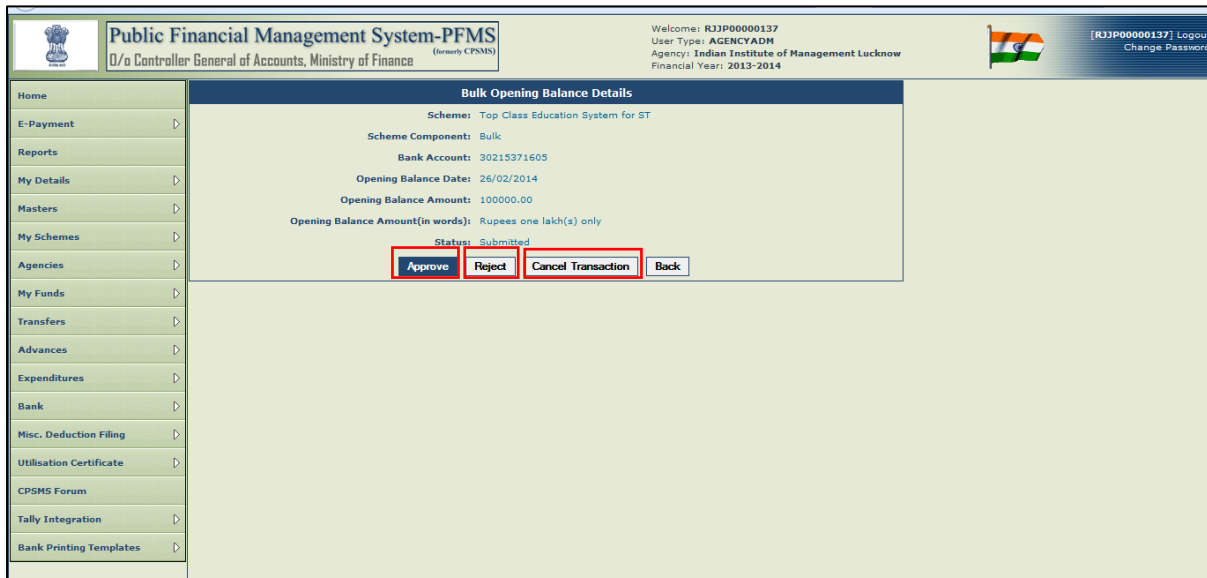 Public Financial Management System-PFMS
(formerly CPSMS)
O/o Controller General of Accounts, Ministry of Finance
Welcome: RJJP00000137
User Type: AGENCYADM
Agency: Indian Institute of Management Lucknow
Financial Year: 2013-2014
[RJJP00000137] Logout
Change Password
Home
E-Payment
Reports
My Details
Masters
My Schemes
Agencies
My Funds
Transfers
Advances
Expenditures
Bank
Misc. Deduction Filing
Utilisation Certificate
CPSMS Forum
Tally Integration
Bank Printing Templates
Bulk Opening Balance Details
Scheme: Top Class Education System for ST
Scheme Component: Bulk
Bank Account: 30215371605
Opening Balance Date: 26/02/2014
Opening Balance Amount: 100000.00
Opening Balance Amount(in words): Rupees one lakh(s) only
Status: Submitted
Approve Reject Cancel Transaction Back